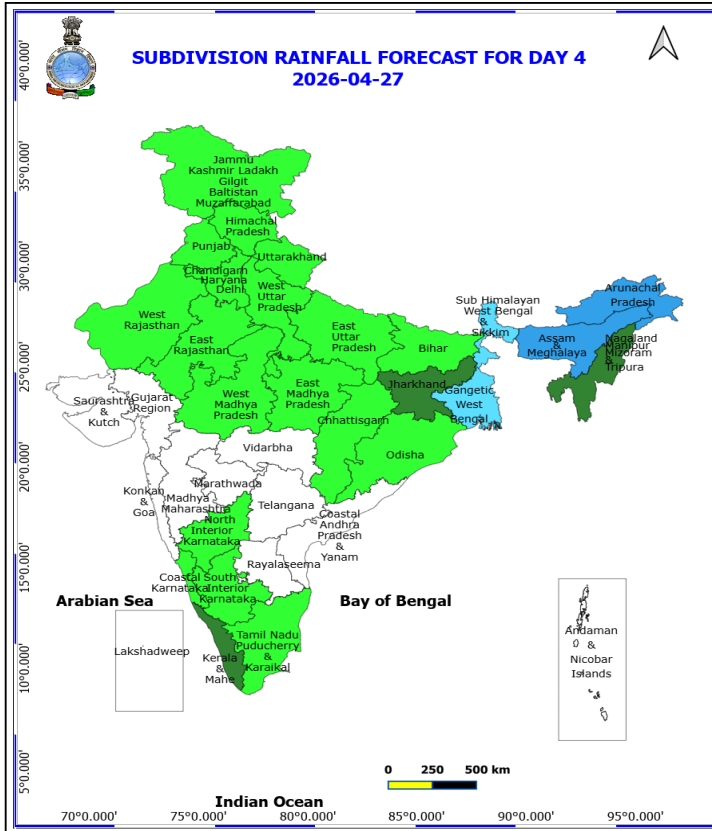 SUBDIVISION RAINFALL FORECAST FOR DAY 4
2026-04-27
40°0.000'
35°0.000'
30°0.000'
25°0.000'
20°0.000'
15°0.000'
10°0.000'
5°0.000'
Jammu
Kashmir Ladakh
Gilgit
Baltistan
Muzaffarabad
Himachal
Pradesh
Punjab
Uttarakhand
Chandigarh
Haryana
Delhi
West
Uttar
Pradesh
West
Rajasthan
East
Rajasthan
East
Uttar
Pradesh
Bihar
Sub Himalayan
West Bengal
&
Sikkim
Arunachal
Pradesh
Assam
&
Meghalaya
Nagaland
Manipur
Mizoram
&
Tripura
Jharkhand
Gangetic
West
Bengal
Saurashtra
&
Kutch
Gujarat
Region
West
Madhya
Pradesh
East
Madhya
Pradesh
Chhattisgarh
Odisha
Vidarbha
Marathwada
Konkan
&
Goa
Madhya
Maharashtra
Telangana
North
Interior
Karnataka
Coastal
Andhra
Pradesh
&
Yanam
Rayalaseema
Coastal
Karnataka
South
Interior
Karnataka
Arabian Sea
Bay of Bengal
Lakshadweep
Kerala
&
Mahe
Tamil Nadu
Puducherry
&
Karaikal
Andaman
&
Nicobar
Islands
0 250 500 km
Indian Ocean
70°0.000' 75°0.000' 80°0.000' 85°0.000' 90°0.000' 95°0.000'